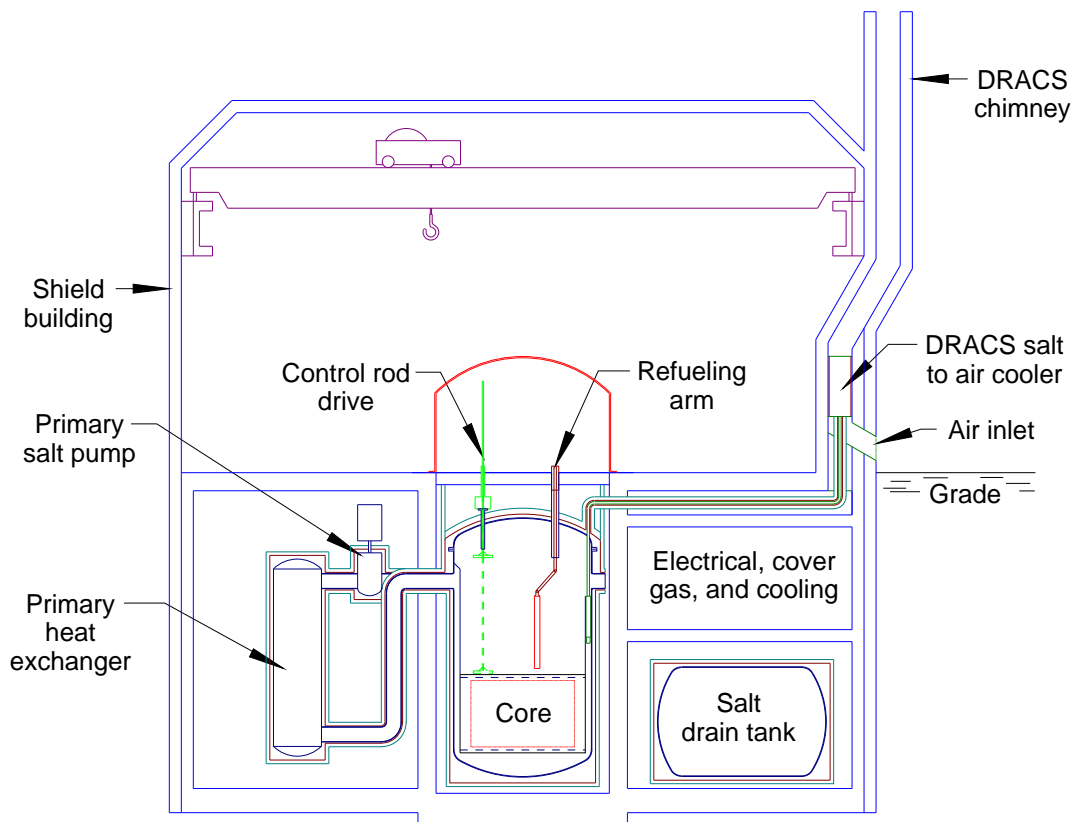 DRACS
chimney
Shield
building
DRACS salt
to air cooler
Control rod
drive
Refueling
arm
Primary
salt pump
Air inlet
Grade
Electrical, cover
gas, and cooling
Primary
heat
exchanger
Core
Salt
drain tank